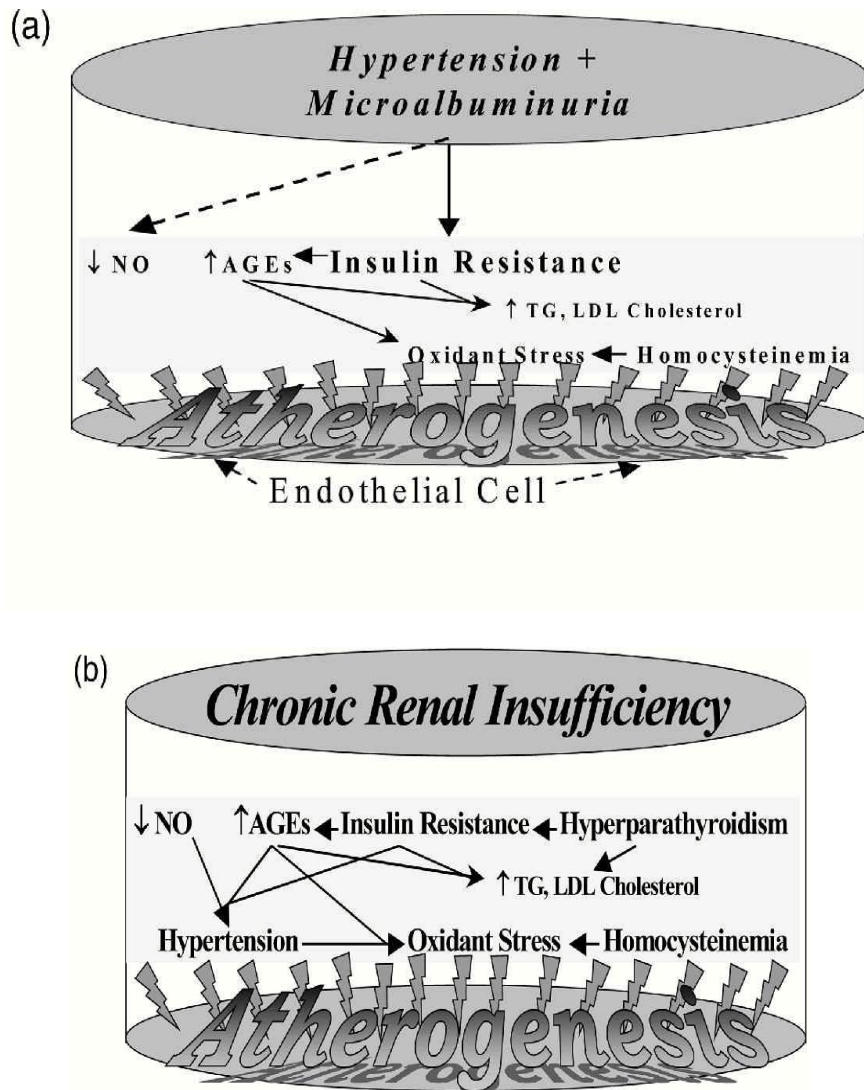 (a)
Hypertension +
Microalbuminuria
↓ NO ↑AGEs Insulin Resistance
↑ TG, LDL Cholesterol
Oxidant Stress Homocysteinemia
Atherogenesis
Endothelial Cell
(b)
Chronic Renal Insufficiency
↓NO ↑AGEs Insulin Resistance Hyperparathyroidism
↑TG, LDL Cholesterol
Hypertension Oxidant Stress Homocysteinemia
Atherogenesis